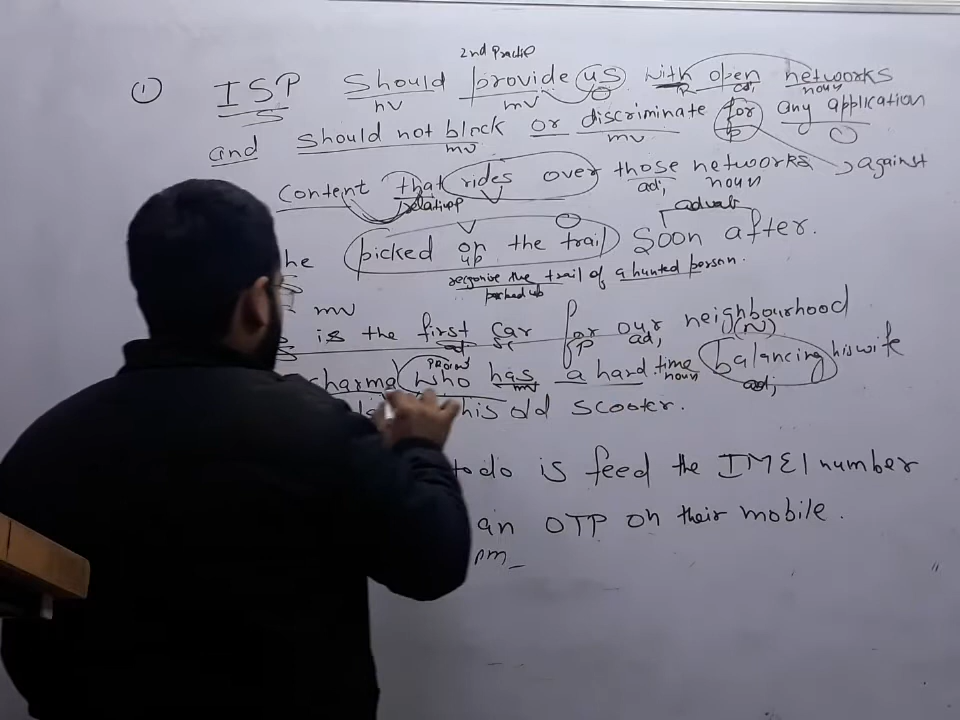 2nd
① ISP should provide us with open networks
S hv mv O P adj noun
and should not block or discriminate for any application
mv mv P O
→ against
content that rides over those networks
relative V adj noun
adverb
he picked up the trail soon after.
V O
recognise the trail of a hunted person.
picked up
mv
is the first car for our neighbourhood
S adj P adj (N)
Sharma who has a hard time balancing his wife
pronoun mv noun adj
his old scooter.
to do is feed the IMEI number
an OTP on their mobile.